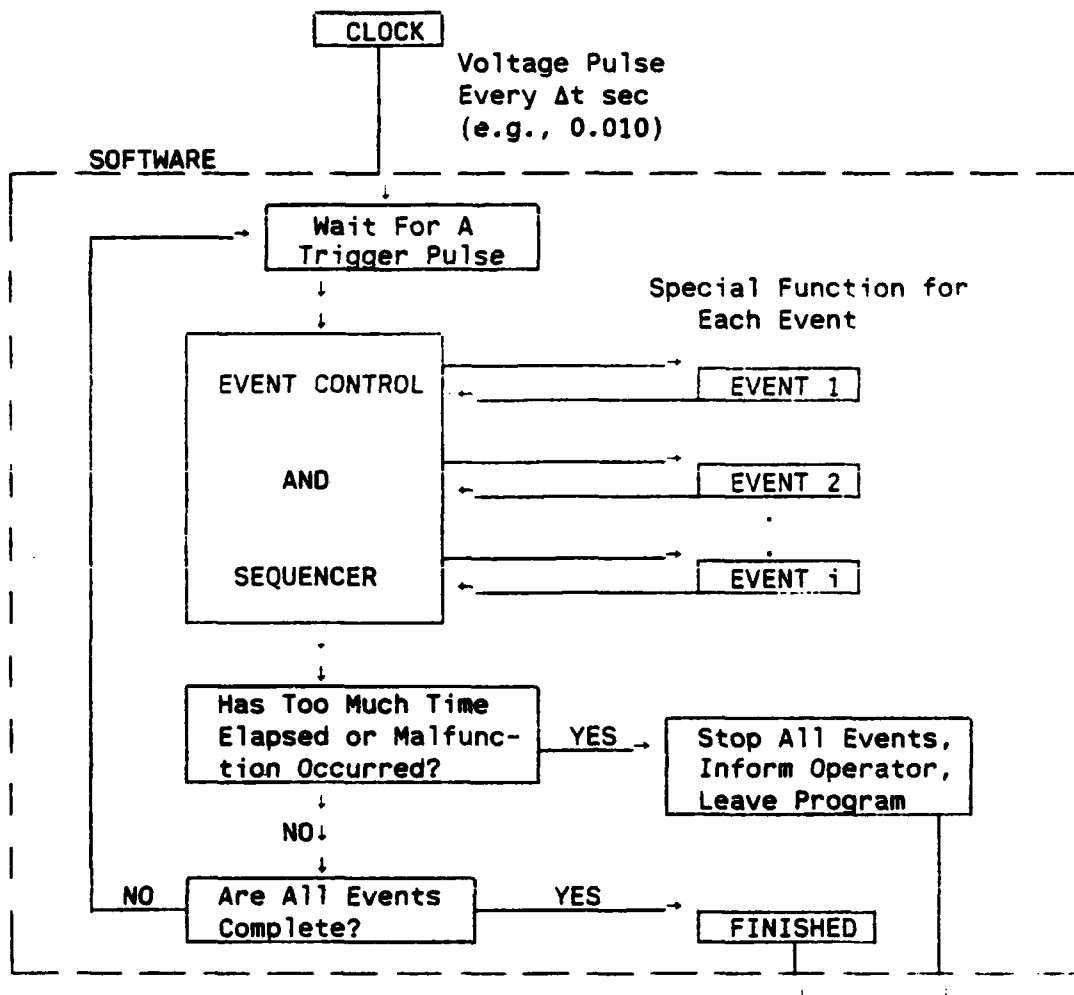 CLOCK
Voltage Pulse
Every Δt sec
(e.g., 0.010)
SOFTWARE
Wait For A
Trigger Pulse
Special Function for
Each Event
EVENT CONTROL
AND
SEQUENCER
EVENT 1
EVENT 2
EVENT i
Has Too Much Time
Elapsed or Malfunc-
tion Occurred?
YES
Stop All Events,
Inform Operator,
Leave Program
NO
NO
Are All Events
Complete?
YES
FINISHED